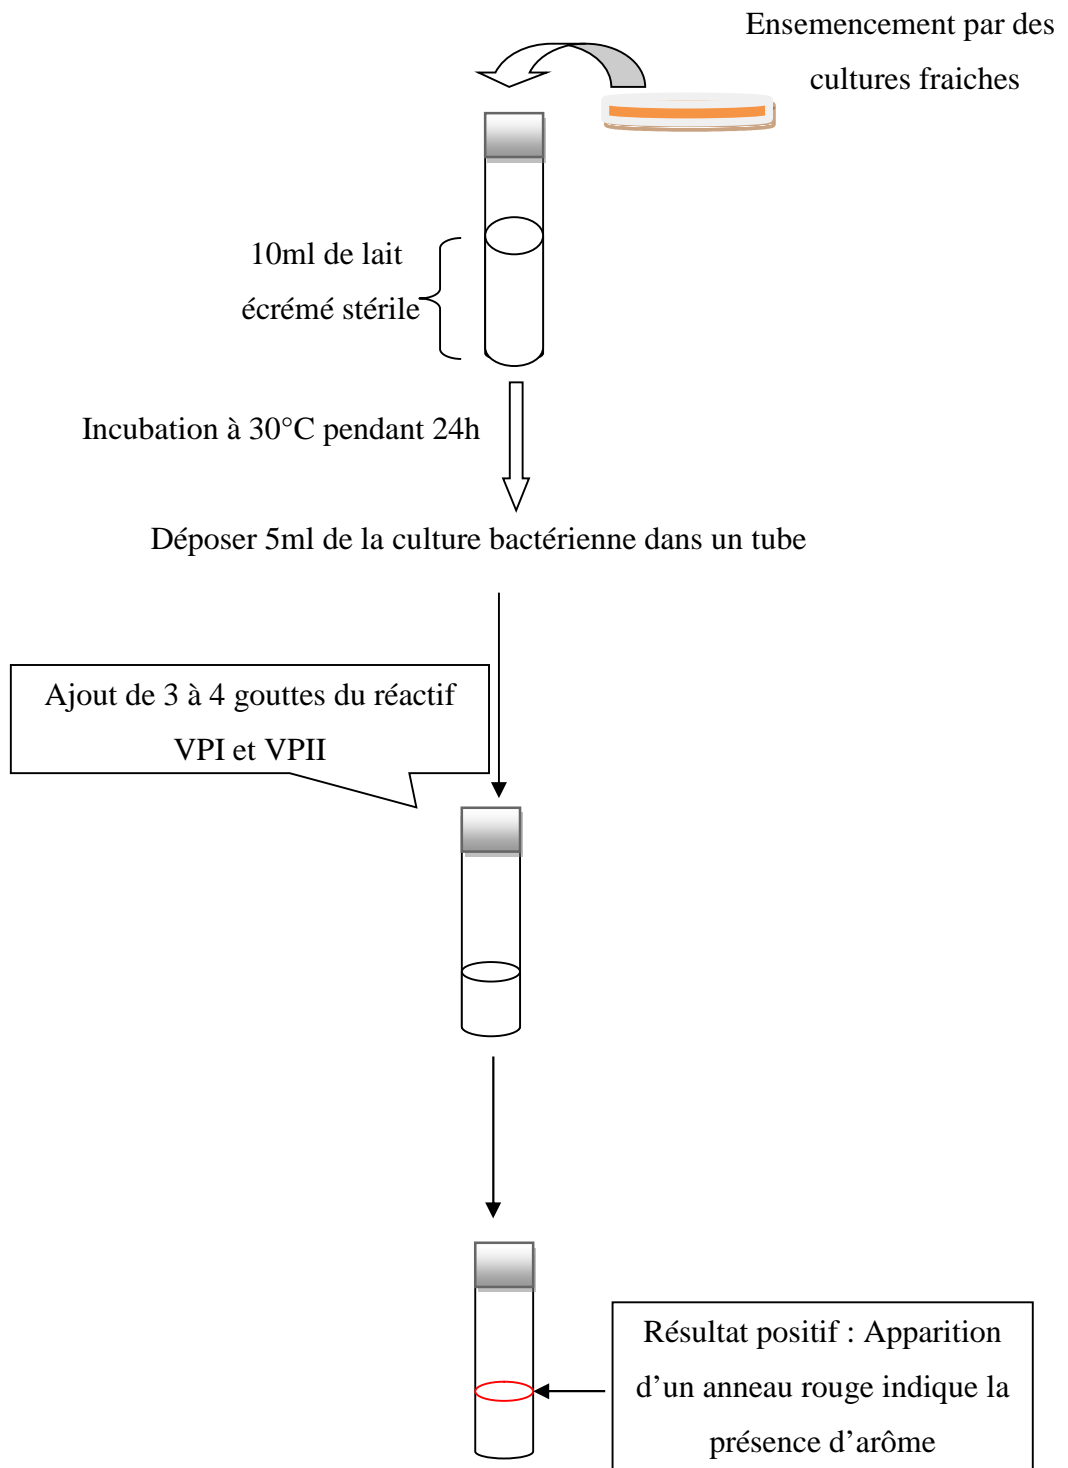 Ensemencement par des
cultures fraiches
10ml de lait
écrémé stérile
Incubation à 30°C pendant 24h
Déposer 5ml de la culture bactérienne dans un tube
Ajout de 3 à 4 gouttes du réactif
VPI et VPII
Résultat positif : Apparition
d’un anneau rouge indique la
présence d’arôme